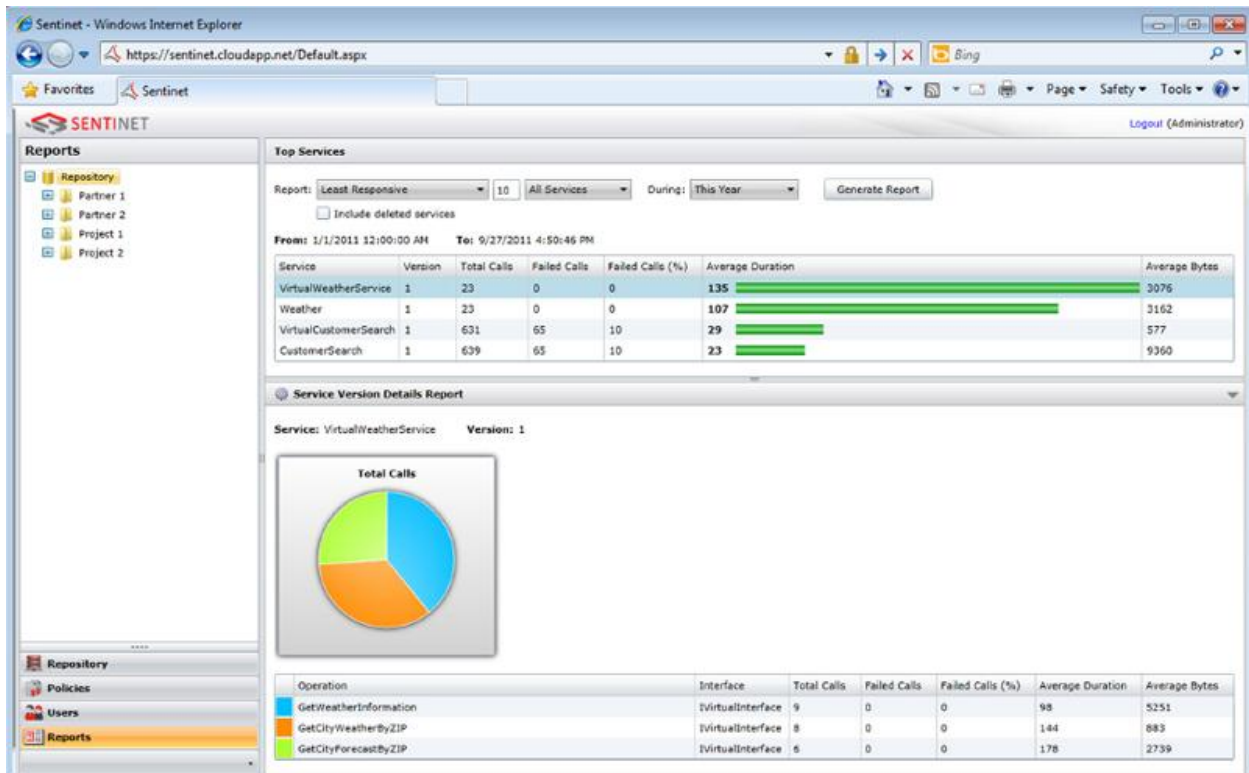 Sentinet - Windows Internet Explorer
https://sentinet.cloudapp.net/Default.aspx
Bing
Favorites
Sentinet
Page
Safety
Tools
SENTINET
Logout (Administrator)
Reports
Repository
Partner 1
Partner 2
Project 1
Project 2
Top Services
Report: Least Responsive 10 All Services During: This Year Generate Report
Include deleted services
From: 1/1/2011 12:00:00 AM To: 9/27/2011 4:50:46 PM
Service Version Total Calls Failed Calls Failed Calls (%) Average Duration Average Bytes
VirtualWeatherService 1 23 0 0 135 3076
Weather 1 23 0 0 107 3162
VirtualCustomerSearch 1 631 65 10 29 577
CustomerSearch 1 639 65 10 23 9360
Service Version Details Report
Service: VirtualWeatherService Version: 1
Total Calls
Operation Interface Total Calls Failed Calls Failed Calls (%) Average Duration Average Bytes
GetWeatherInformation IVirtualInterface 9 0 0 98 5251
GetCityWeatherByZIP IVirtualInterface 8 0 0 144 883
GetCityForecastByZIP IVirtualInterface 6 0 0 178 2739
Repository
Policies
Users
Reports